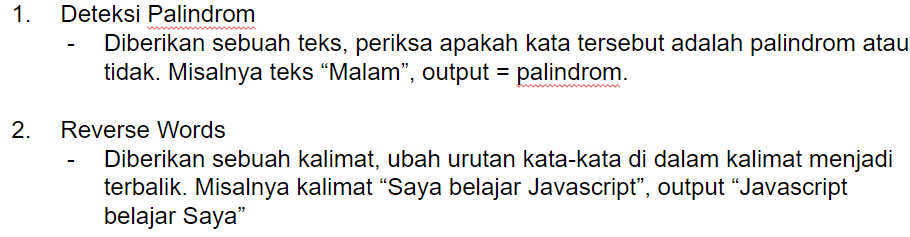 1. Deteksi Palindrom
- Diberikan sebuah teks, periksa apakah kata tersebut adalah palindrom atau
tidak. Misalnya teks “Malam”, output = palindrom.
2. Reverse Words
- Diberikan sebuah kalimat, ubah urutan kata-kata di dalam kalimat menjadi
terbalik. Misalnya kalimat “Saya belajar Javascript”, output “Javascript
belajar Saya”